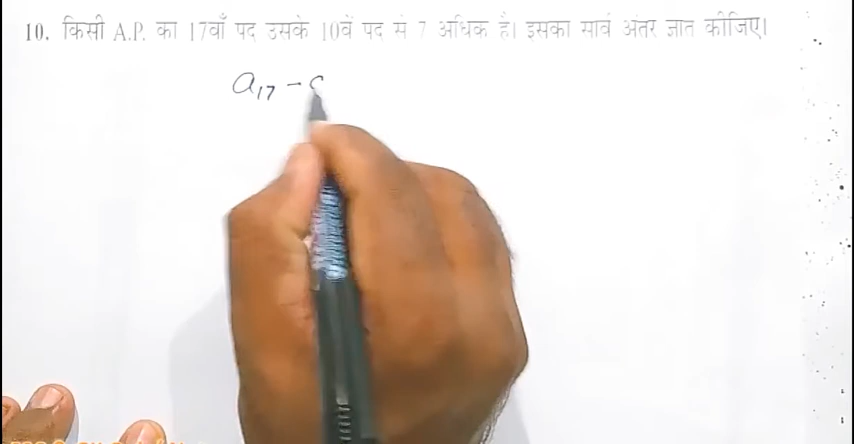 10. किसी A.P. का 17वाँ पद उसके 10वें पद से 7 अधिक है। इसका सार्व अंतर ज्ञात कीजिए।
a₁₇ -